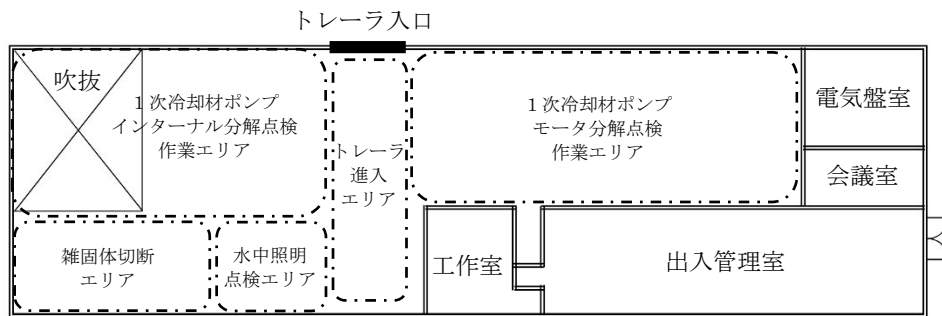 トレーラ入口
吹抜
1次冷却材ポンプ
インターナル分解点検
作業エリア
トレーラ
進入
エリア
1次冷却材ポンプ
モータ分解点検
作業エリア
電気盤室
会議室
雑固体切断
エリア
水中照明
点検エリア
工作室
出入管理室